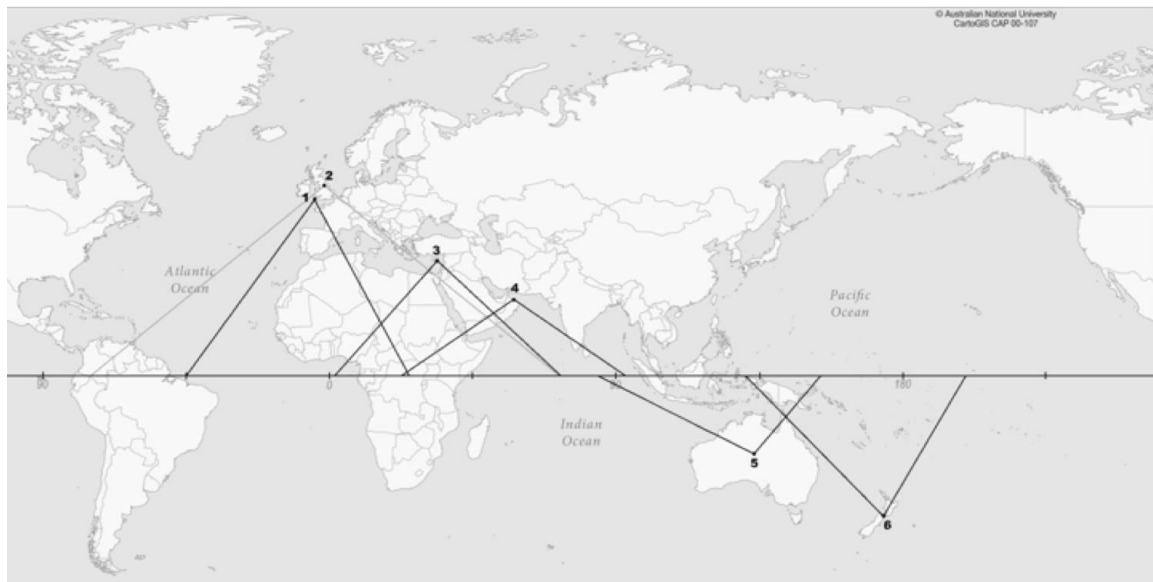 © Australian National University
CartoGIS CAP 00-107
2
1
3
Atlantic
Ocean
4
Pacific
Ocean
90
0
90
180
Indian
Ocean
5
6